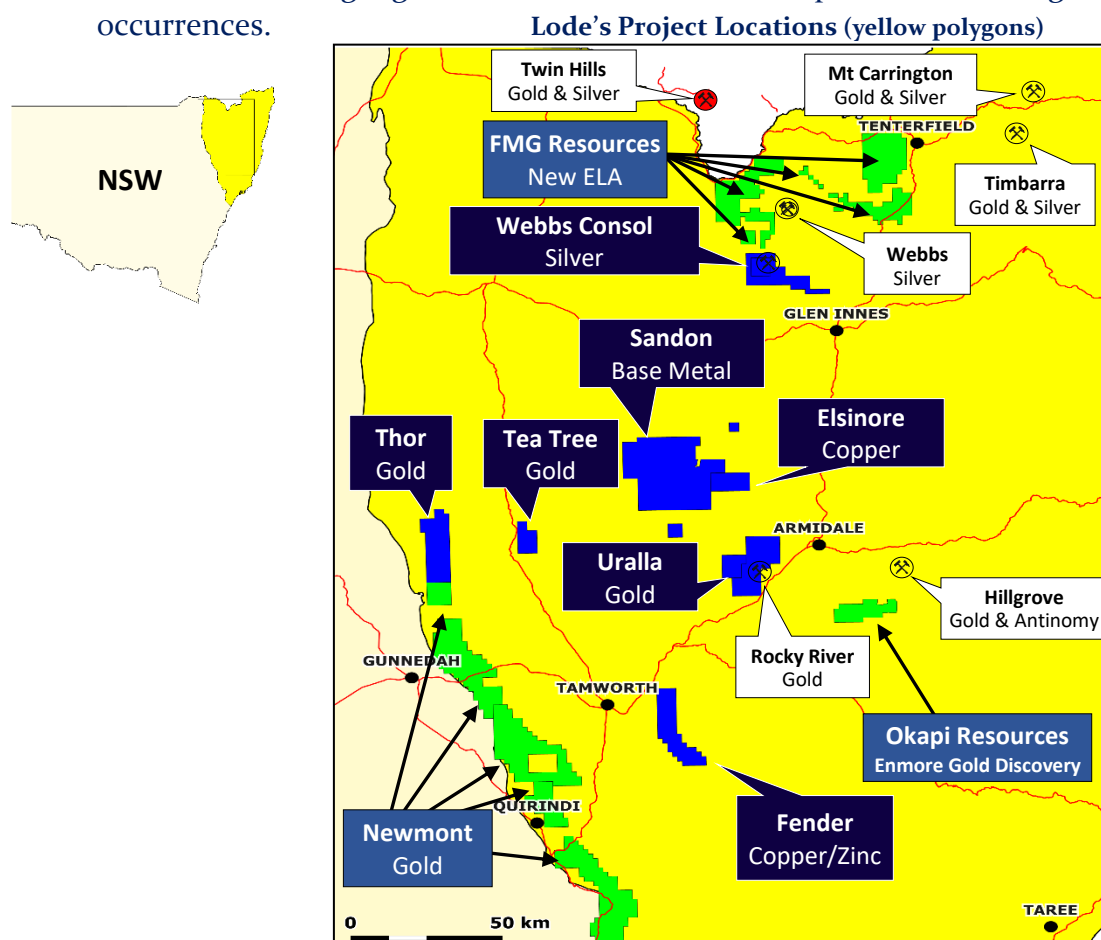 occurrences.
Lode's Project Locations (yellow polygons)
NSW
Twin Hills
Gold & Silver
Mt Carrington
Gold & Silver
TENTERFIELD
FMG Resources
New ELA
Timbarra
Gold & Silver
Webbs Consol
Silver
Webbs
Silver
GLEN INNES
Sandon
Base Metal
Elsinore
Copper
Thor
Gold
Tea Tree
Gold
ARMIDALE
Uralla
Gold
Hillgrove
Gold & Antinomy
Rocky River
Gold
GUNNEDAH
TAMWORTH
Okapi Resources
Enmore Gold Discovery
QUIRINDI
Newmont
Gold
Fender
Copper/Zinc
0 50 km
TAREE